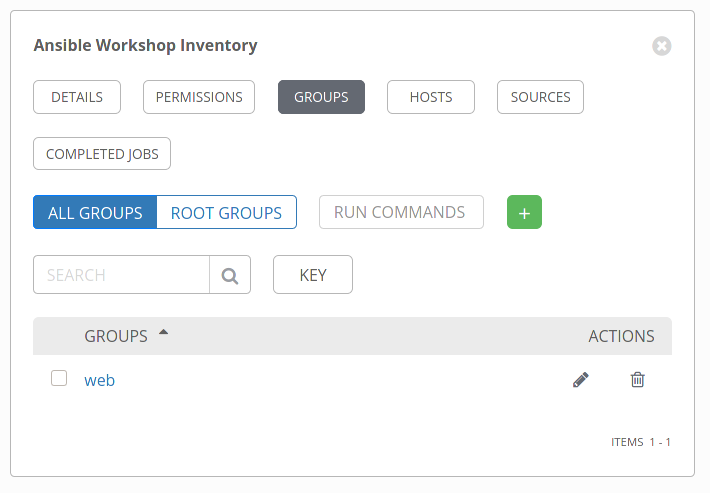 Ansible Workshop Inventory
DETAILS PERMISSIONS GROUPS HOSTS SOURCES
COMPLETED JOBS
ALL GROUPS ROOT GROUPS RUN COMMANDS +
SEARCH KEY
GROUPS ACTIONS
web
ITEMS 1 - 1